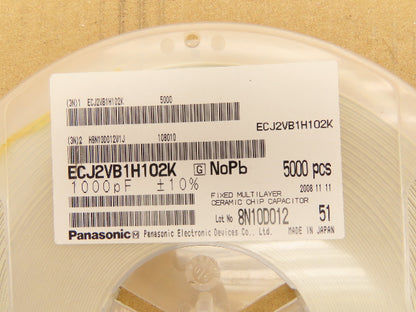 (3N)1 ECJ2VB1H102K 5000
ECJ2VB1H102K
(3N)2 H8N10D012V1J 108010
ECJ2VB1H102K G NoPb 5000 pcs
1000pF ±10%
2008 11 11
FIXED MULTILAYER
CERAMIC CHIP CAPACITOR
Lot No 8N10D012 51
Panasonic M Panasonic Electronic Devices Co., Ltd. MADE IN JAPAN